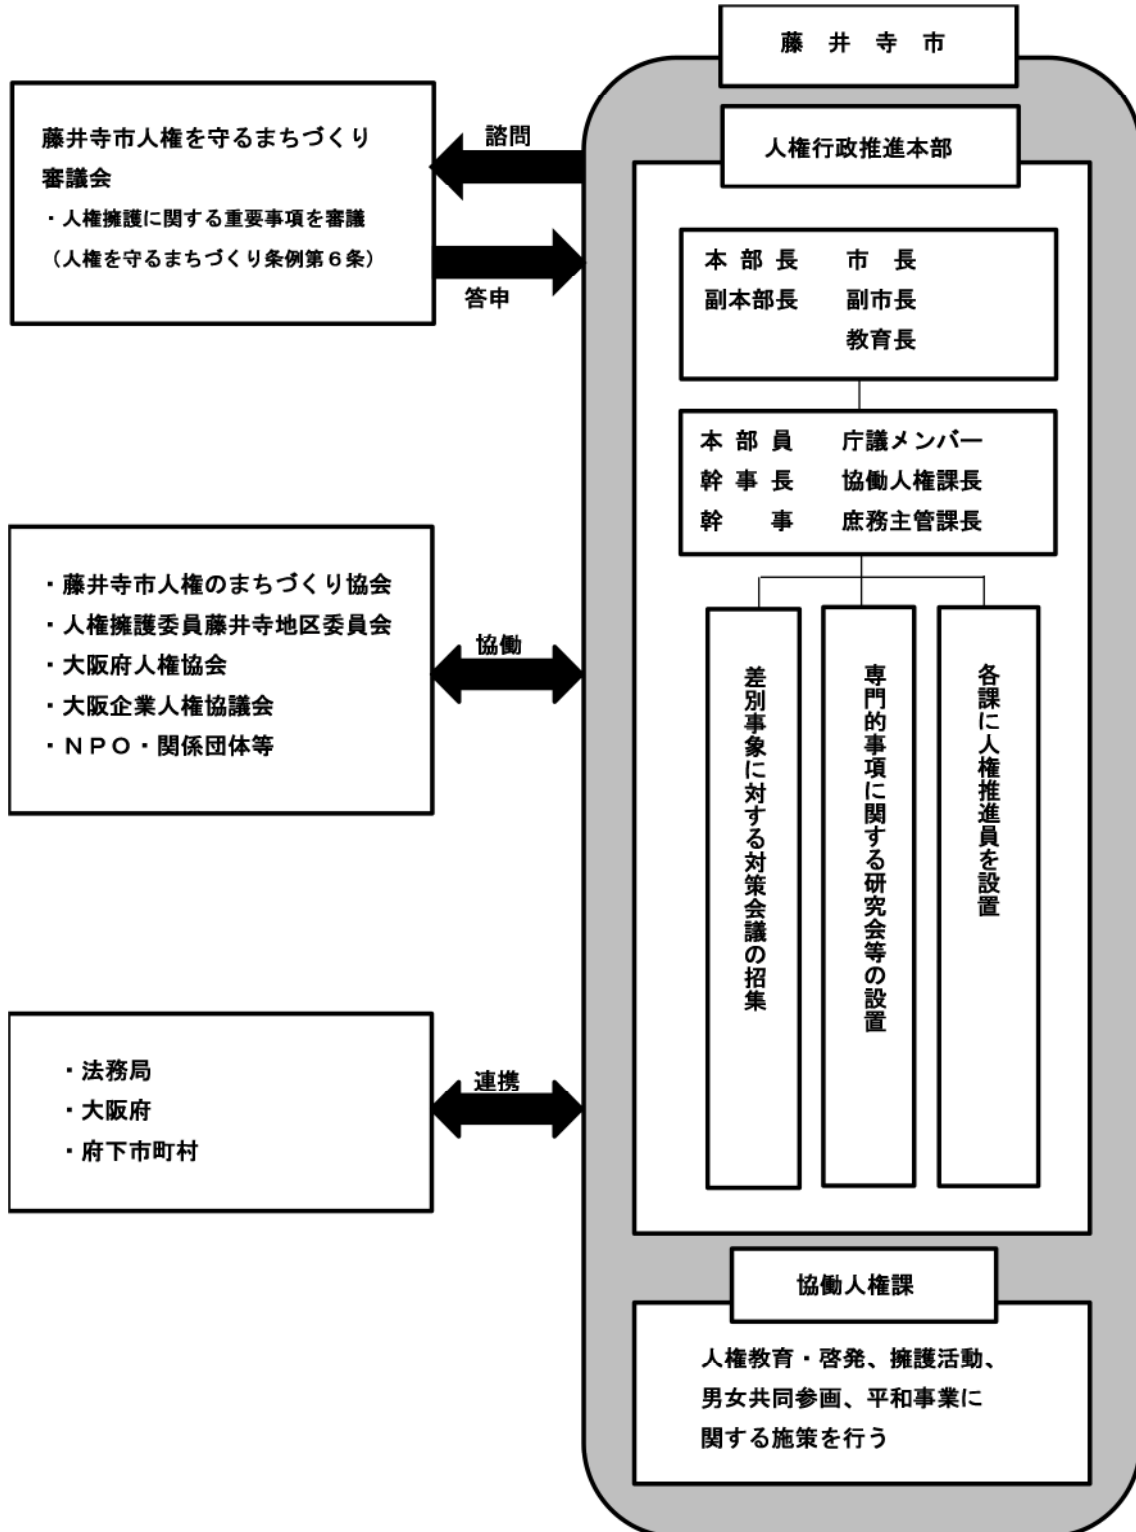 藤井寺市
人権行政推進本部
藤井寺市人権を守るまちづくり
審議会
・人権擁護に関する重要事項を審議
（人権を守るまちづくり条例第６条）
諮問
答申
本部長　市長
副本部長　副市長
教育長
本部員　庁議メンバー
幹事長　協働人権課長
幹事　庶務主管課長
・藤井寺市人権のまちづくり協会
・人権擁護委員藤井寺地区委員会
・大阪府人権協会
・大阪企業人権協議会
・ＮＰＯ・関係団体等
協働
差別事象に対する対策会議の招集
専門的事項に関する研究会等の設置
各課に人権推進員を設置
・法務局
・大阪府
・府下市町村
連携
協働人権課
人権教育・啓発、擁護活動、
男女共同参画、平和事業に
関する施策を行う